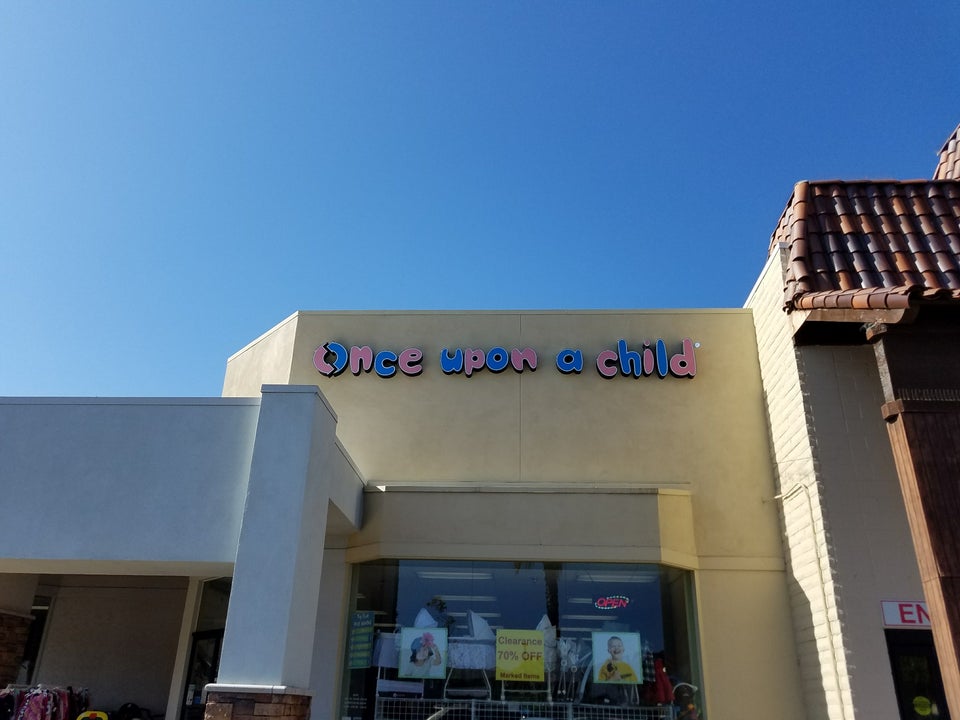 Once upon a child®
OPEN
Clearance
70% OFF
Marked Items
EN